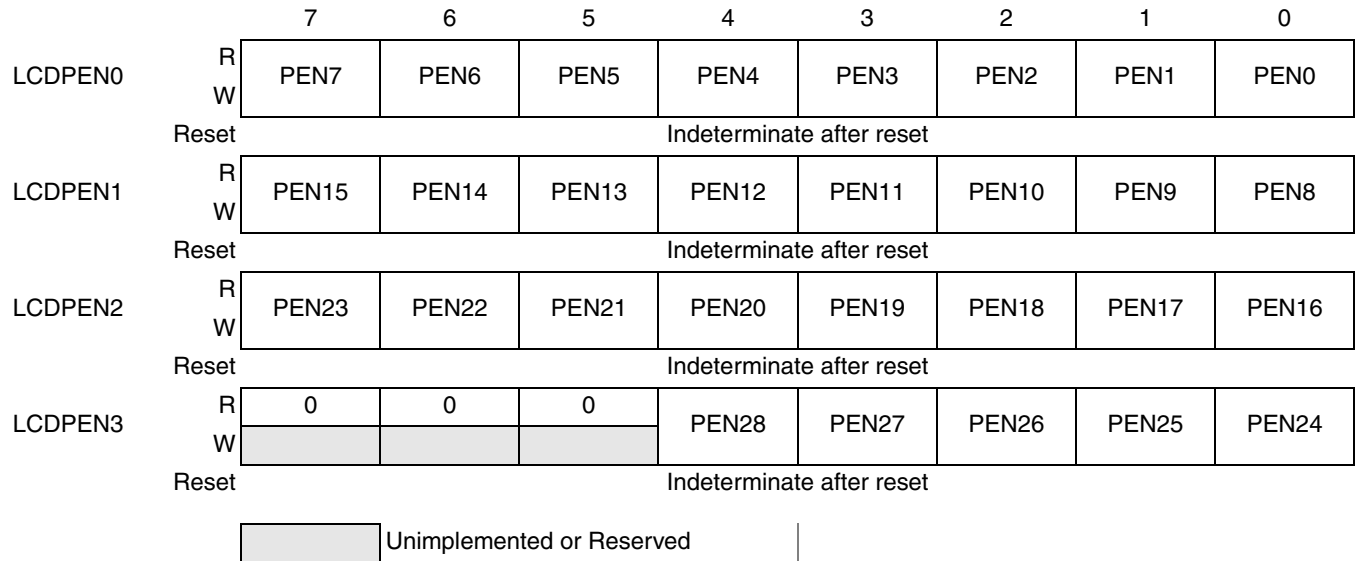 7 6 5 4 3 2 1 0
R
LCDPEN0 PEN7 PEN6 PEN5 PEN4 PEN3 PEN2 PEN1 PEN0
W
Reset Indeterminate after reset
R
LCDPEN1 PEN15 PEN14 PEN13 PEN12 PEN11 PEN10 PEN9 PEN8
W
Reset Indeterminate after reset
R
LCDPEN2 PEN23 PEN22 PEN21 PEN20 PEN19 PEN18 PEN17 PEN16
W
Reset Indeterminate after reset
R 0 0 0
LCDPEN3 PEN28 PEN27 PEN26 PEN25 PEN24
W
Reset Indeterminate after reset
Unimplemented or Reserved